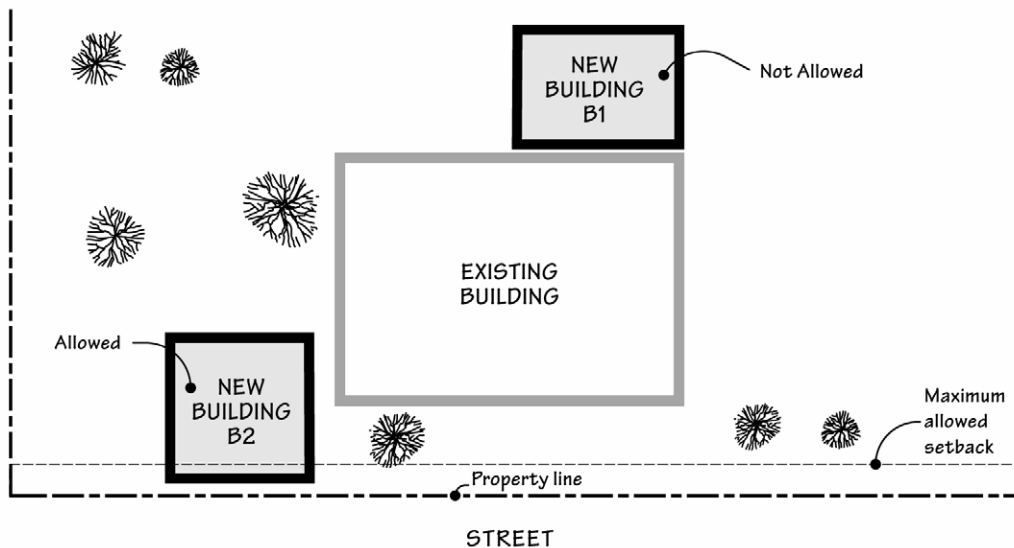 NEW
BUILDING
B1
Not Allowed
EXISTING
BUILDING
Allowed
NEW
BUILDING
B2
Maximum
allowed
setback
Property line
STREET